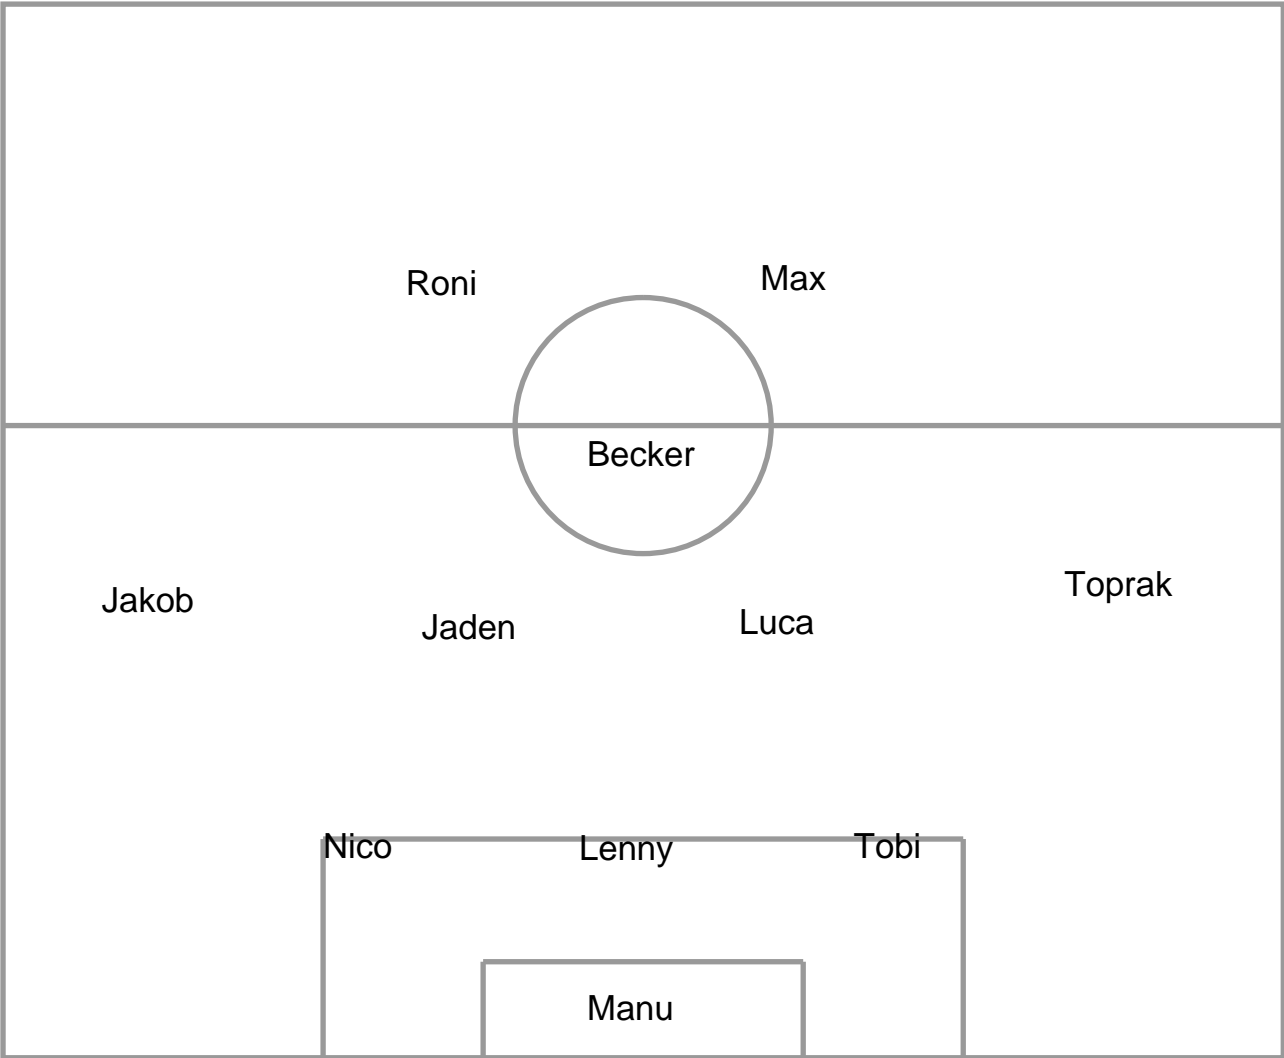 Roni
Max
Becker
Jakob
Jaden
Luca
Toprak
Nico
Lenny
Tobi
Manu